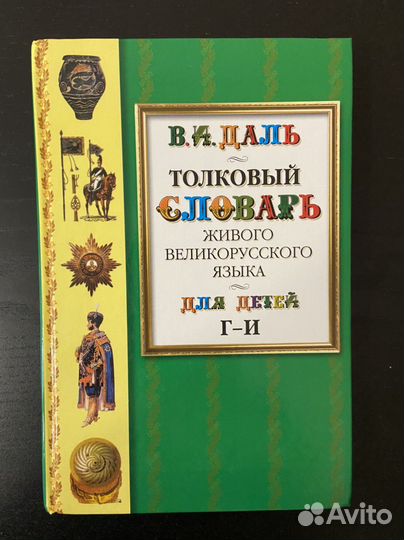 В.И.ДАЛЬ
ТОЛКОВЫЙ
СЛОВАРЬ
ЖИВОГО
ВЕЛИКОРУССКОГО
ЯЗЫКА
ДЛЯ ДЕТЕЙ
Г–И
Avito